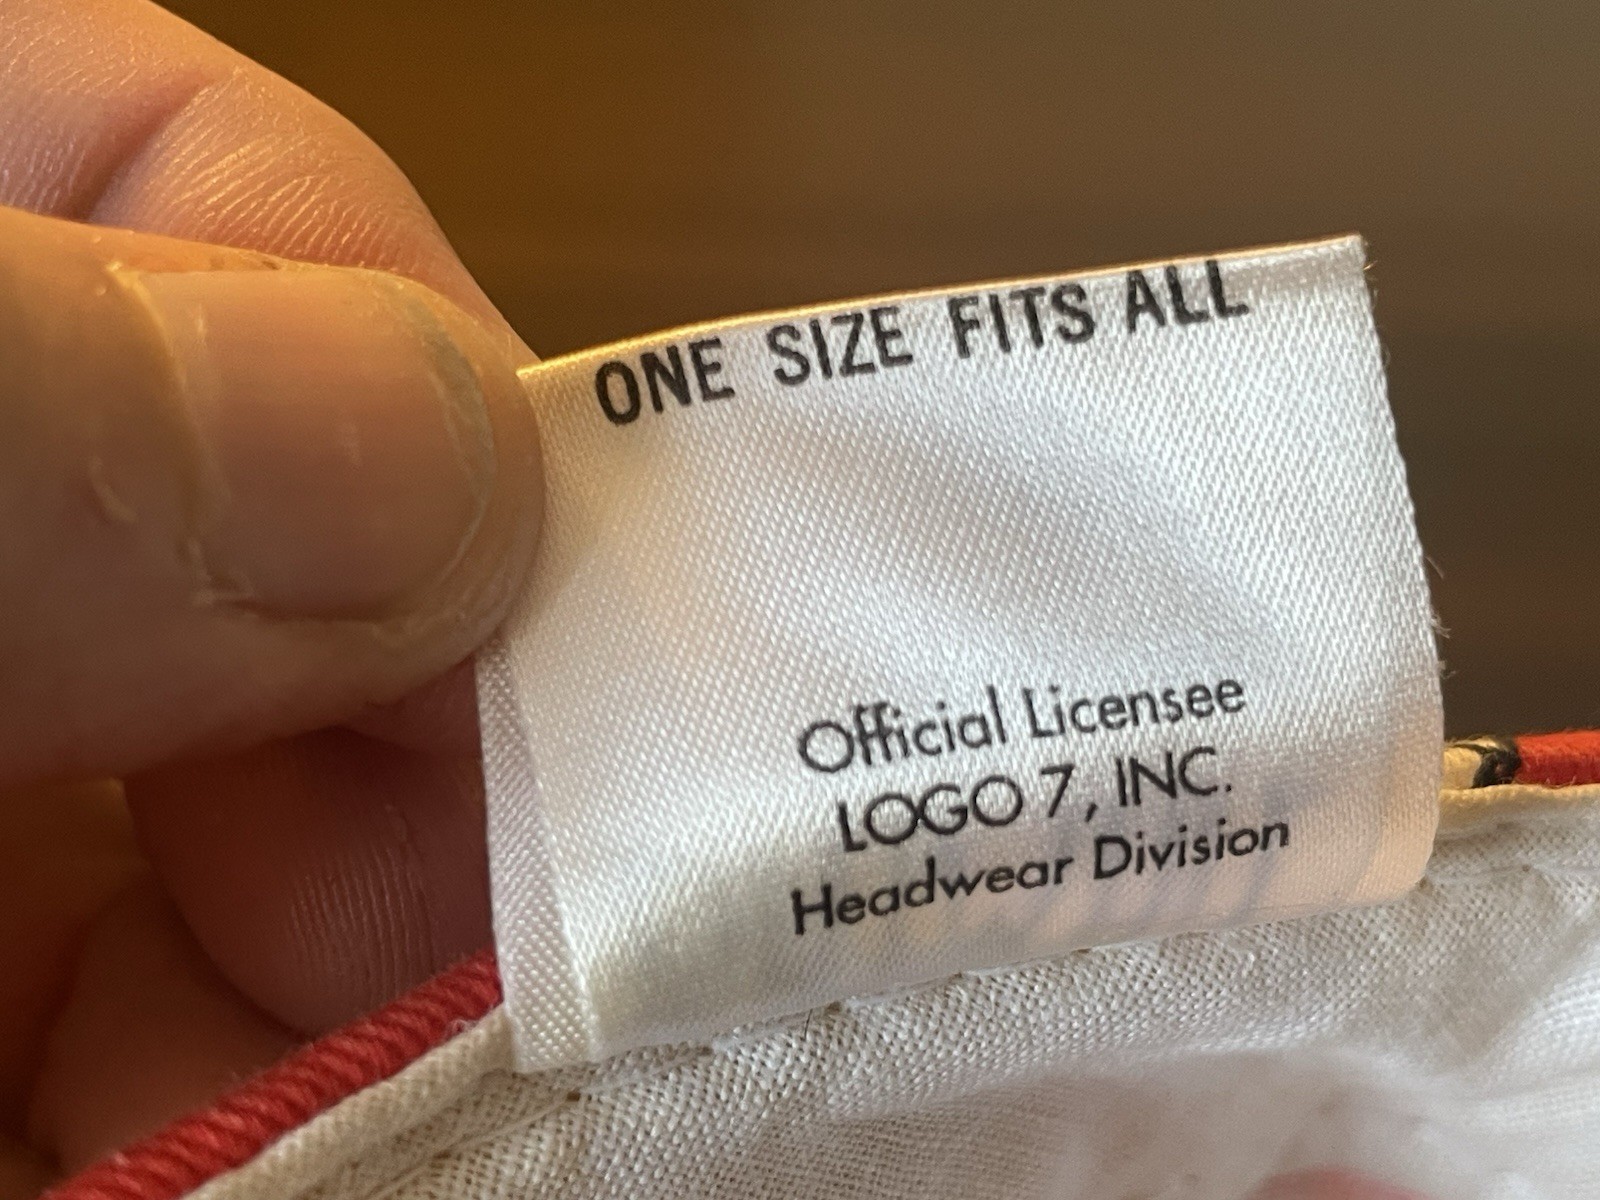 ONE SIZE FITS ALL
Official Licensee
LOGO 7, INC.
Headwear Division